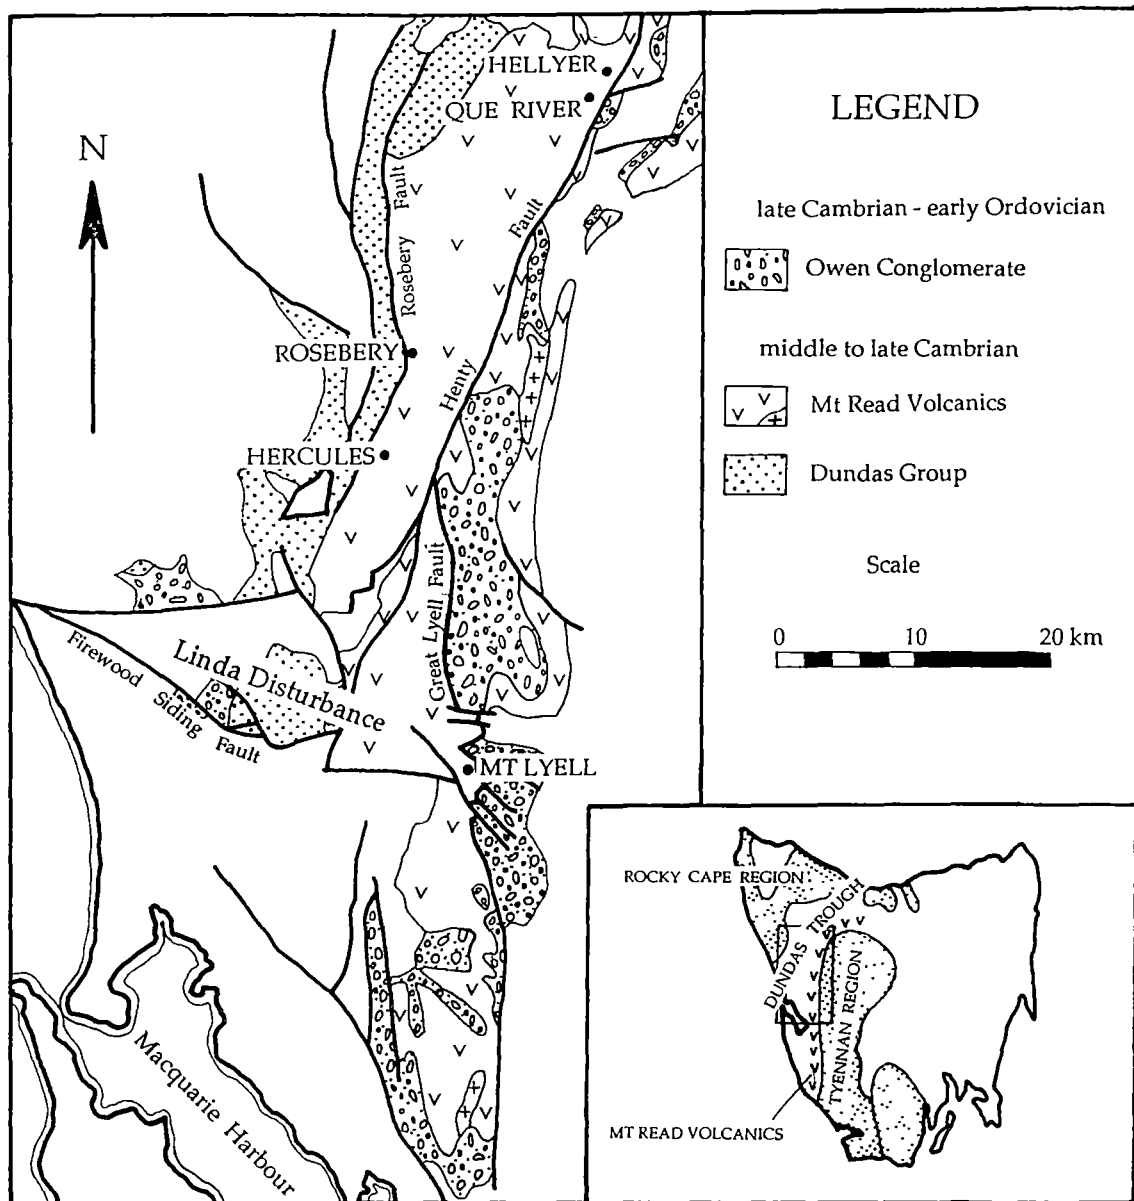 N
HELLYER
QUE RIVER
Rosebery Fault
Henty Fault
ROSEBERY
HERCULES
Great Lyell Fault
Linda Disturbance
Firewood Siding Fault
MT LYELL
Macquarie Harbour
LEGEND
late Cambrian - early Ordovician
Owen Conglomerate
middle to late Cambrian
Mt Read Volcanics
Dundas Group
Scale
0 10 20 km
ROCKY CAPE REGION
DUNDAS TROUGH
TYENNAN REGION
MT READ VOLCANICS